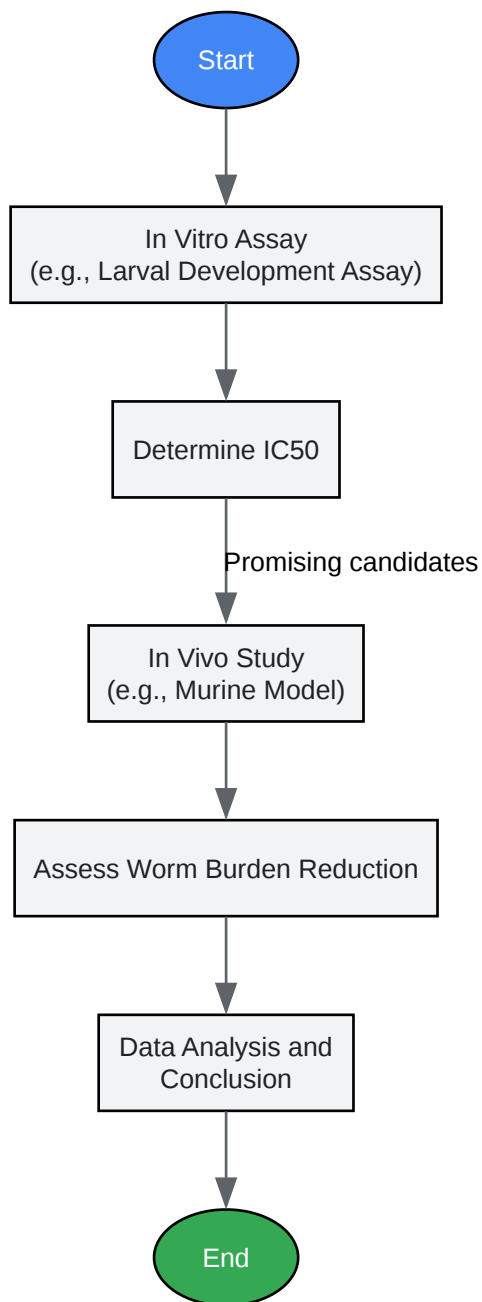 Start
In Vitro Assay
(e.g., Larval Development Assay)
Determine IC50
Promising candidates
In Vivo Study
(e.g., Murine Model)
Assess Worm Burden Reduction
Data Analysis and
Conclusion
End